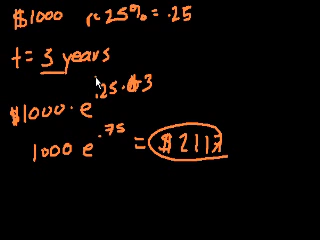 $1000 r = 25% = .25
t = 3 years
$1000 · e^.25·3
1000 e^.75 = $2117